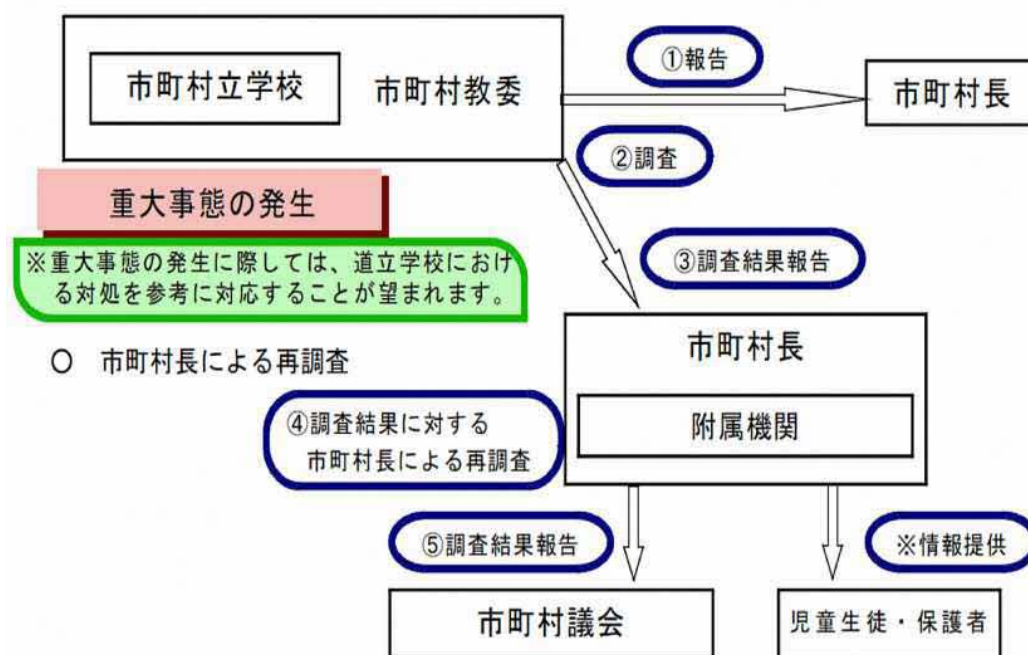 ①報告
市町村立学校
市町村教委
市町村長
②調査
重大事態の発生
※重大事態の発生に際しては、道立学校におけ
る対処を参考に対応することが望まれます。
③調査結果報告
○ 市町村長による再調査
市町村長
附属機関
④調査結果に対する
市町村長による再調査
⑤調査結果報告
※情報提供
市町村議会
児童生徒・保護者